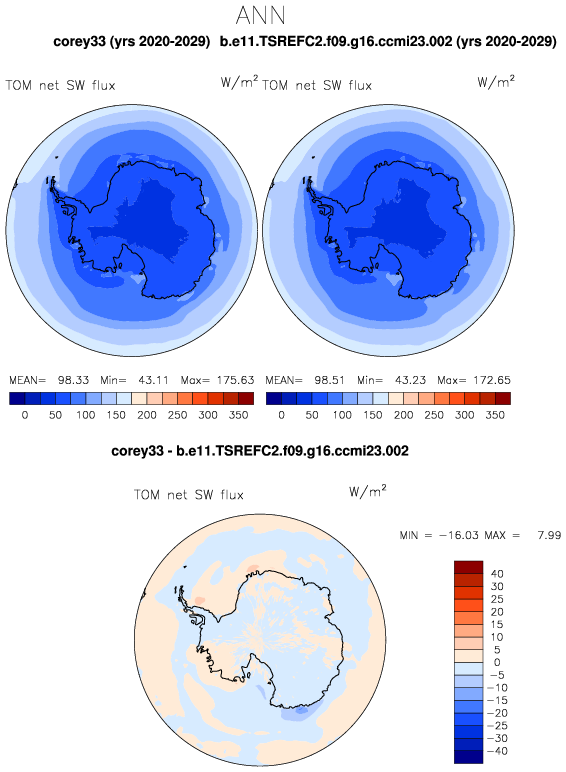 ANN
corey33 (yrs 2020-2029) b.e11.TSREFC2.f09.g16.ccmi23.002 (yrs 2020-2029)
TOM net SW flux W/m² TOM net SW flux W/m²
MEAN= 98.33 Min= 43.11 Max= 175.63 MEAN= 98.51 Min= 43.23 Max= 172.65
0 50 100 150 200 250 300 350 0 50 100 150 200 250 300 350
corey33 - b.e11.TSREFC2.f09.g16.ccmi23.002
TOM net SW flux W/m²
MIN = −16.03 MAX = 7.99
40
30
25
20
15
10
5
0
−5
−10
−15
−20
−25
−30
−40